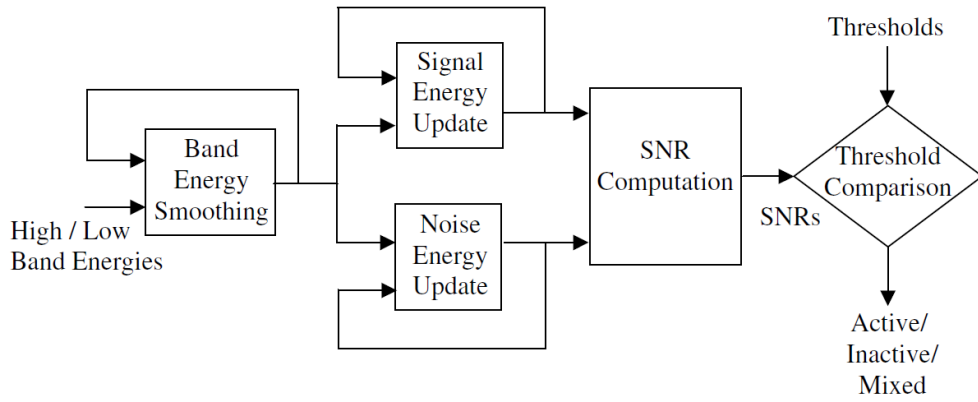 High / Low
Band Energies
Band
Energy
Smoothing
Signal
Energy
Update
Noise
Energy
Update
SNR
Computation
SNRs
Thresholds
Threshold
Comparison
Active/
Inactive/
Mixed